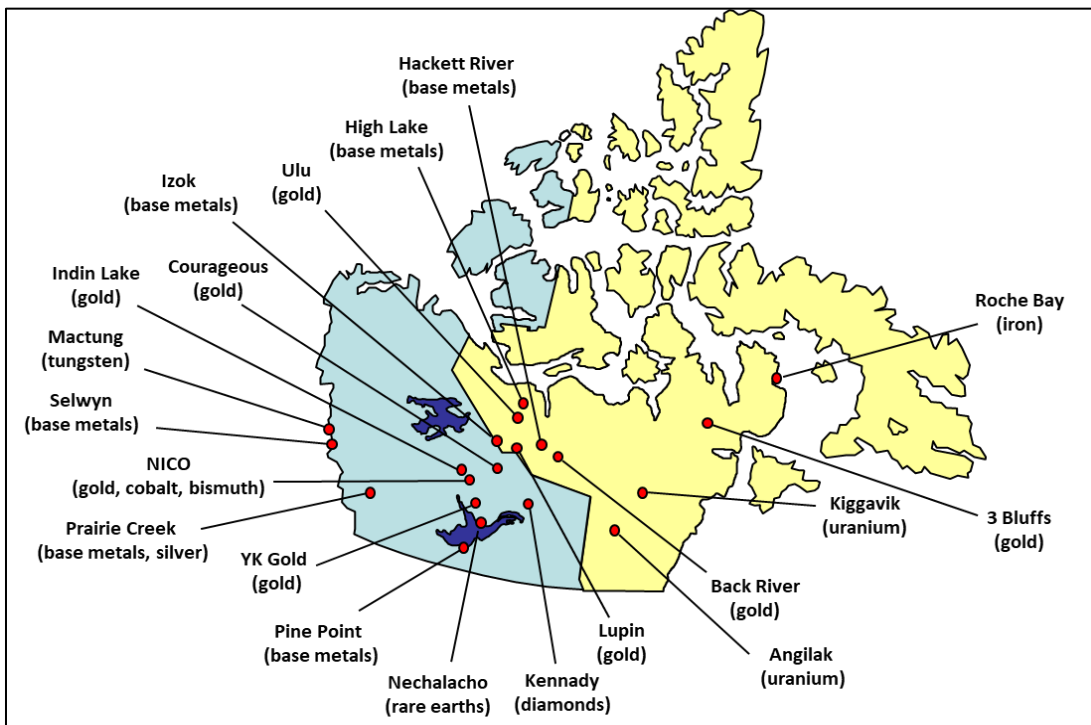 Hackett River
(base metals)
High Lake
(base metals)
Ulu
(gold)
Izok
(base metals)
Courageous
(gold)
Indin Lake
(gold)
Mactung
(tungsten)
Selwyn
(base metals)
NICO
(gold, cobalt, bismuth)
Prairie Creek
(base metals, silver)
YK Gold
(gold)
Pine Point
(base metals)
Nechalacho
(rare earths)
Kennady
(diamonds)
Lupin
(gold)
Back River
(gold)
Angilak
(uranium)
Kiggavik
(uranium)
3 Bluffs
(gold)
Roche Bay
(iron)